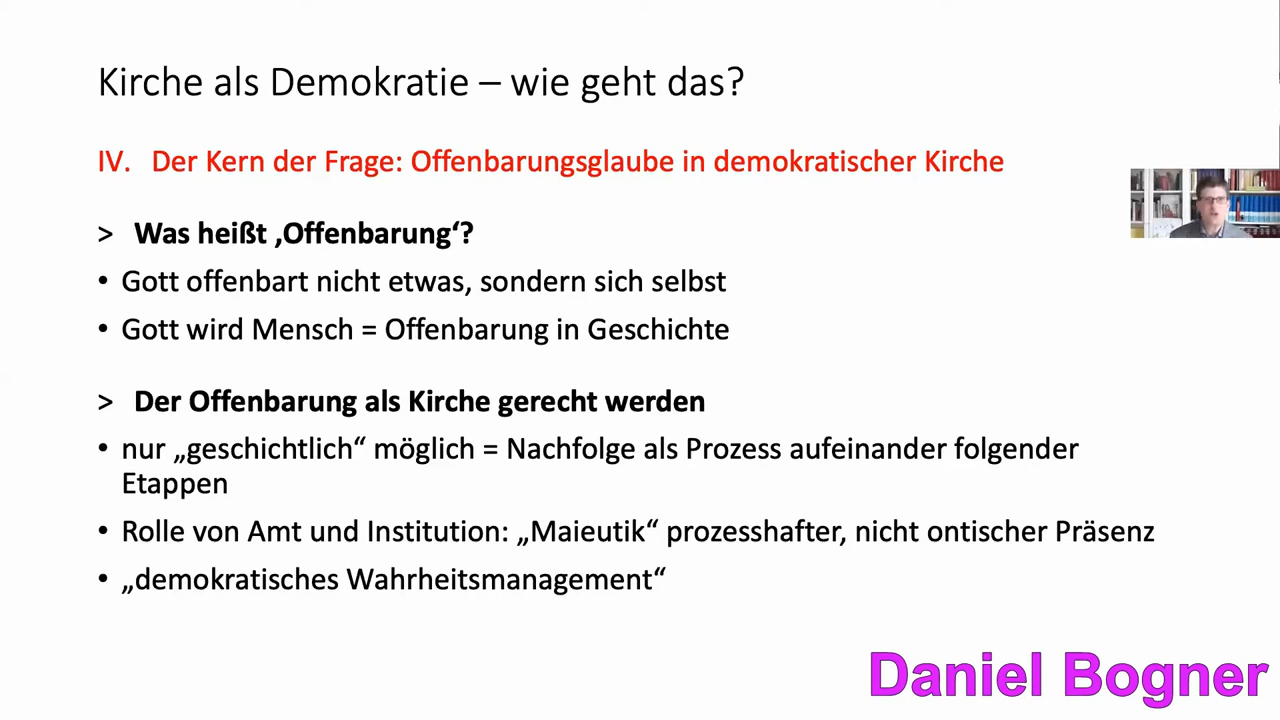 Kirche als Demokratie – wie geht das?
IV. Der Kern der Frage: Offenbarungsglaube in demokratischer Kirche
> Was heißt ‚Offenbarung‘?
• Gott offenbart nicht etwas, sondern sich selbst
• Gott wird Mensch = Offenbarung in Geschichte
> Der Offenbarung als Kirche gerecht werden
• nur „geschichtlich“ möglich = Nachfolge als Prozess aufeinander folgender
Etappen
• Rolle von Amt und Institution: „Maieutik“ prozesshafter, nicht ontischer Präsenz
• „demokratisches Wahrheitsmanagement“
Daniel Bogner